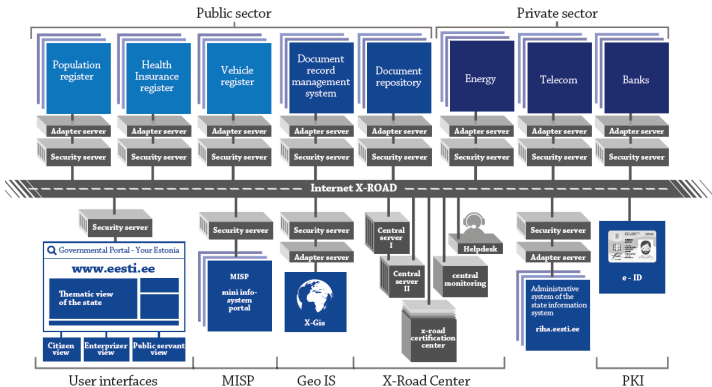 Public sector
Private sector
Population
register
Health
Insurance
register
Vehicle
register
Document
record
management
system
Document
repository
Energy
Telecom
Banks
Adapter server
Adapter server
Adapter server
Adapter server
Adapter server
Adapter server
Adapter server
Adapter server
Security server
Security server
Security server
Security server
Security server
Security server
Security server
Security server
Internet X-ROAD
Security server
Governmental Portal - Your Estonia
www.eesti.ee
Thematic view
of the state
Citizen
view
Enterprizer
view
Public servant
view
Security server
MISP
mini info-
system
portal
Security server
Adapter server
X-Gis
Central
server
I
Central
server
II
x-road
certification
center
central
monitoring
Helpdesk
Security server
Adapter server
Administrative
system of the
state information
system
riha.eesti.ee
e - ID
User interfaces
MISP
Geo IS
X-Road Center
PKI